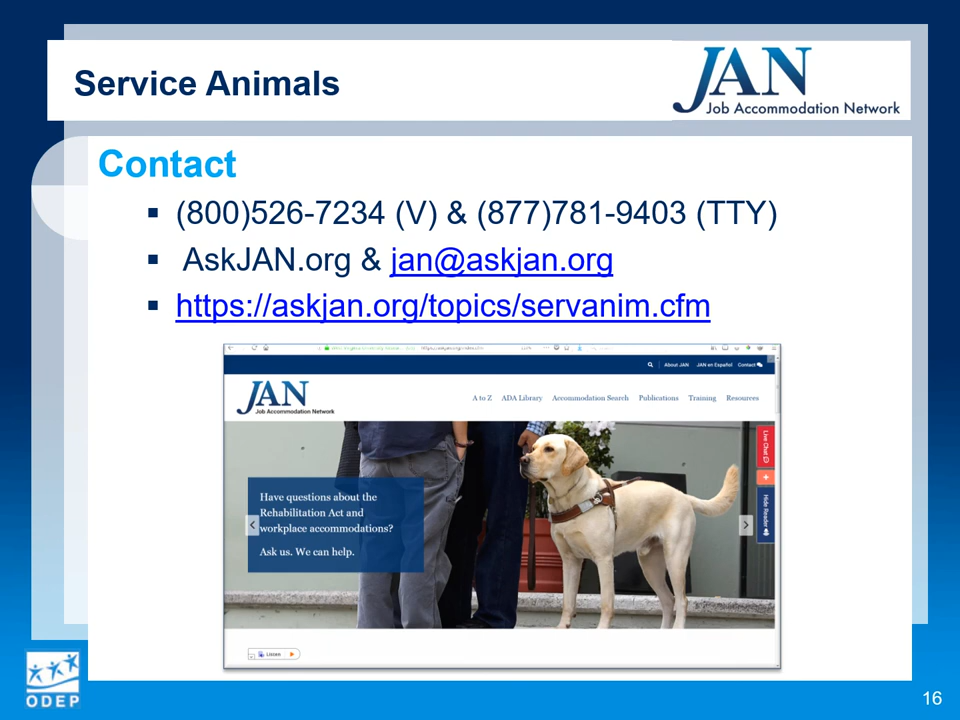 Service Animals
JAN
Job Accommodation Network
Contact
(800)526-7234 (V) & (877)781-9403 (TTY)
AskJAN.org & jan@askjan.org
https://askjan.org/topics/servanim.cfm
About JAN JAN en Español Contact
JAN
Job Accommodation Network
A to Z ADA Library Accommodation Search Publications Training Resources
Live Chat
Have questions about the
Rehabilitation Act and
workplace accommodations?
Ask us. We can help.
Hide Reader
Listen
ODEP
16